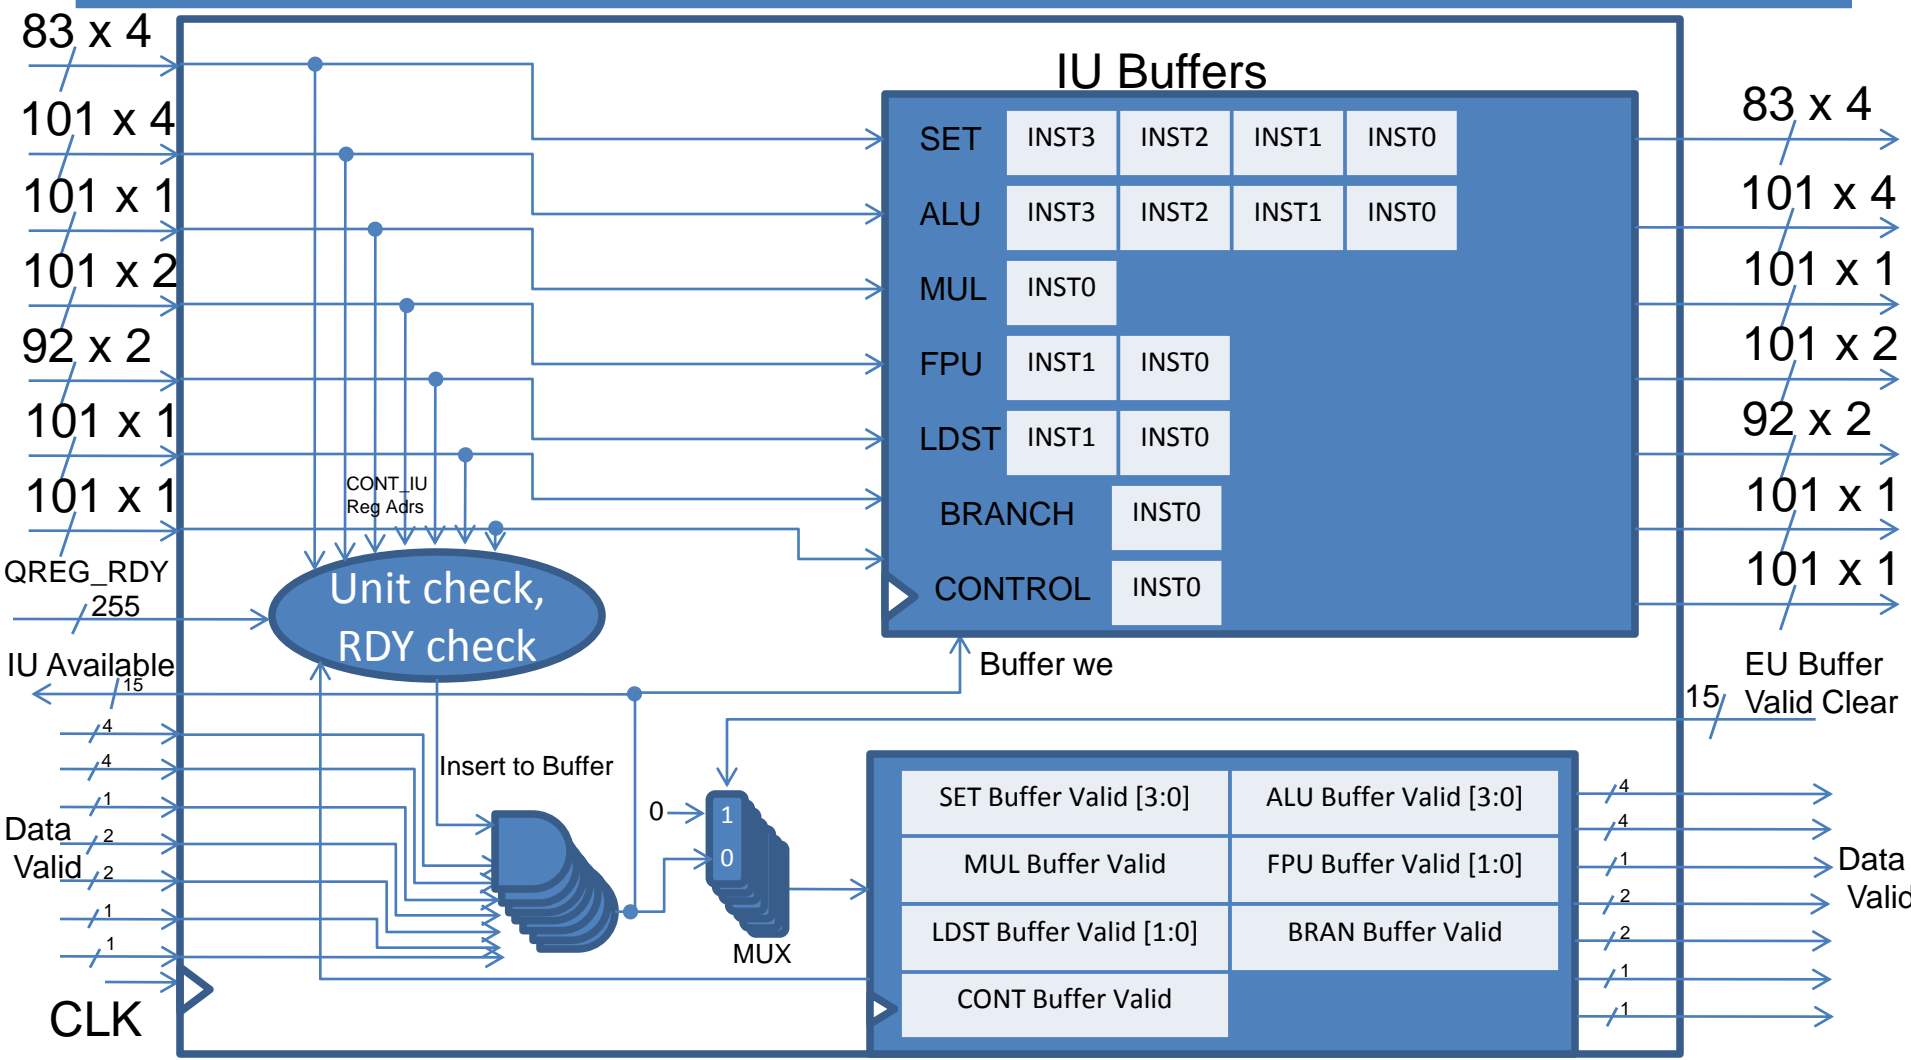 83 x 4
101 x 4
101 x 1
101 x 2
92 x 2
101 x 1
101 x 1
QREG_RDY
255
IU Available
15
4
4
1
Data
Valid
2
2
1
1
CLK
CONT_IU
Reg Adrs
Unit check,
RDY check
Insert to Buffer
0
1
0
MUX
IU Buffers
SET INST3 INST2 INST1 INST0
ALU INST3 INST2 INST1 INST0
MUL INST0
FPU INST1 INST0
LDST INST1 INST0
BRANCH INST0
CONTROL INST0
Buffer we
SET Buffer Valid [3:0] ALU Buffer Valid [3:0]
MUL Buffer Valid FPU Buffer Valid [1:0]
LDST Buffer Valid [1:0] BRAN Buffer Valid
CONT Buffer Valid
83 x 4
101 x 4
101 x 1
101 x 2
92 x 2
101 x 1
101 x 1
EU Buffer
15 Valid Clear
4
4
1
Data
Valid
2
2
1
1